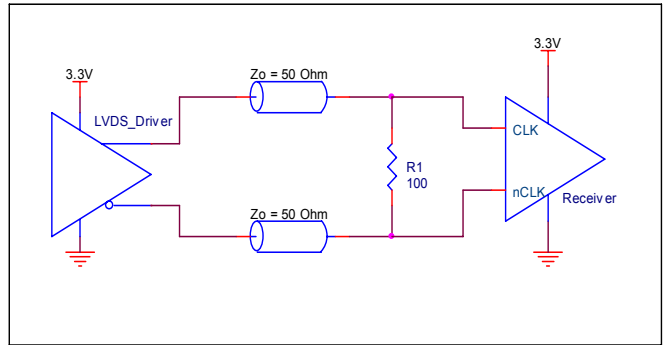 3.3V
LVDS_Driver
Zo = 50 Ohm
Zo = 50 Ohm
R1
100
3.3V
CLK
nCLK
Receiver